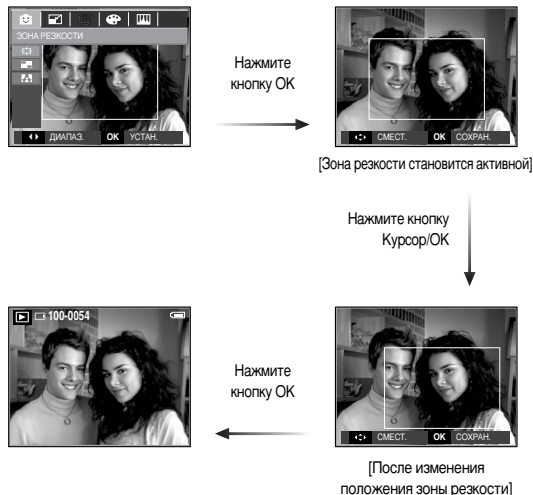 ЗОНА РЕЗКОСТИ
ДИАПАЗ. OK УСТАН.
Нажмите
кнопку OK
СМЕСТ. OK СОХРАН.
[Зона резкости становится активной]
Нажмите кнопку
Курсор/OK
100-0054
Нажмите
кнопку OK
СМЕСТ. OK СОХРАН.
[После изменения
положения зоны резкости]